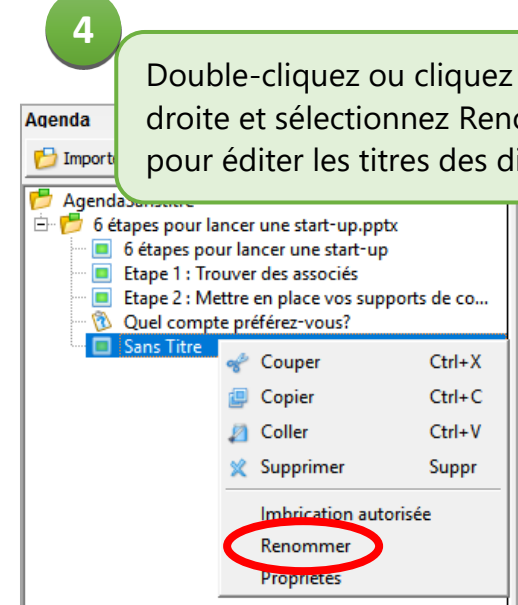 4
Double-cliquez ou cliquez
droite et sélectionnez
pour éditer les titres des
Agenda
6 étapes pour lancer une start-up.pptx
6 étapes pour lancer une start-up
Etape 1 : Trouver des associés
Etape 2 : Mettre en place vos supports de co...
Quel compte préférez-vous?
Sans Titre
Couper Ctrl+X
Copier Ctrl+C
Coller Ctrl+V
Supprimer Suppr
Imbrication autorisée
Renommer
Propriétés